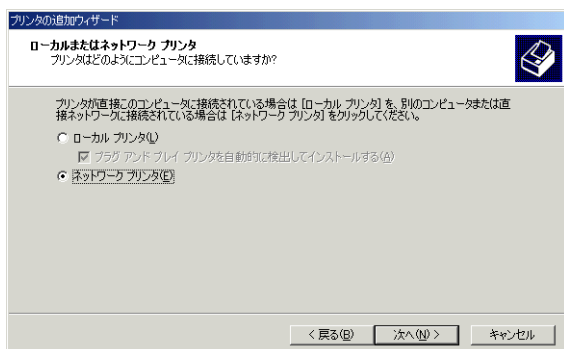 プリンタの追加ウィザード
ローカルまたはネットワーク プリンタ
プリンタはどのようにコンピュータに接続していますか?
プリンタが直接このコンピュータに接続されている場合は [ローカル プリンタ] を、別のコンピュータまたは直
接ネットワークに接続されている場合は [ネットワーク プリンタ] をクリックしてください。
ローカル プリンタ(L)
プラグ アンド プレイ プリンタを自動的に検出してインストールする(A)
ネットワーク プリンタ(E)
< 戻る(B) 次へ(N) > キャンセル